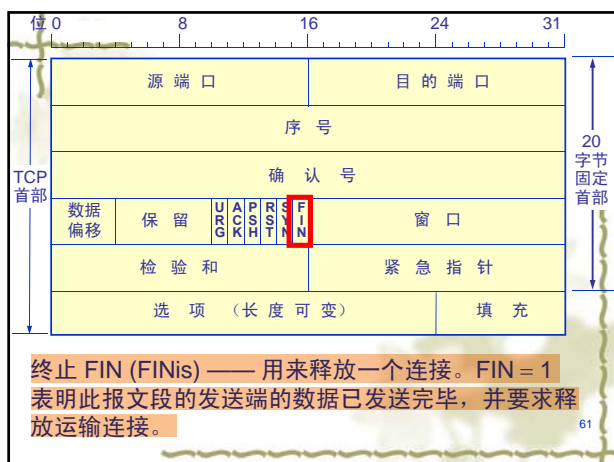 位 0 8 16 24 31
源 端 口 目 的 端 口
序 号
TCP
首部
确 认 号
20
字节
固定
首部
数据
偏移
保 留
URG
ACK
PSH
RST
SYN
FIN
窗 口
检 验 和 紧 急 指 针
选 项 （长 度 可 变） 填 充
终止 FIN (FINis) —— 用来释放一个连接。FIN = 1
表明此报文段的发送端的数据已发送完毕，并要求释
放运输连接。
61